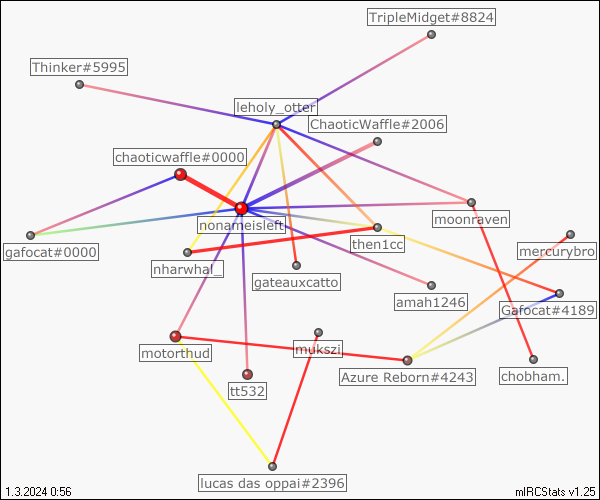 TripleMidget#8824
Thinker#5995
leholy_otter
ChaoticWaffle#2006
chaoticwaffle#0000
nonameisleft
moonraven
gafocat#0000
then1cc
mercurybro
nharwhal_
gateauxcatto
amah1246
Gafocat#4189
motorthud
mukszi
Azure Reborn#4243
chobham.
tt532
lucas das oppai#2396
1.3.2024 0:56
mIRCStats v1.25